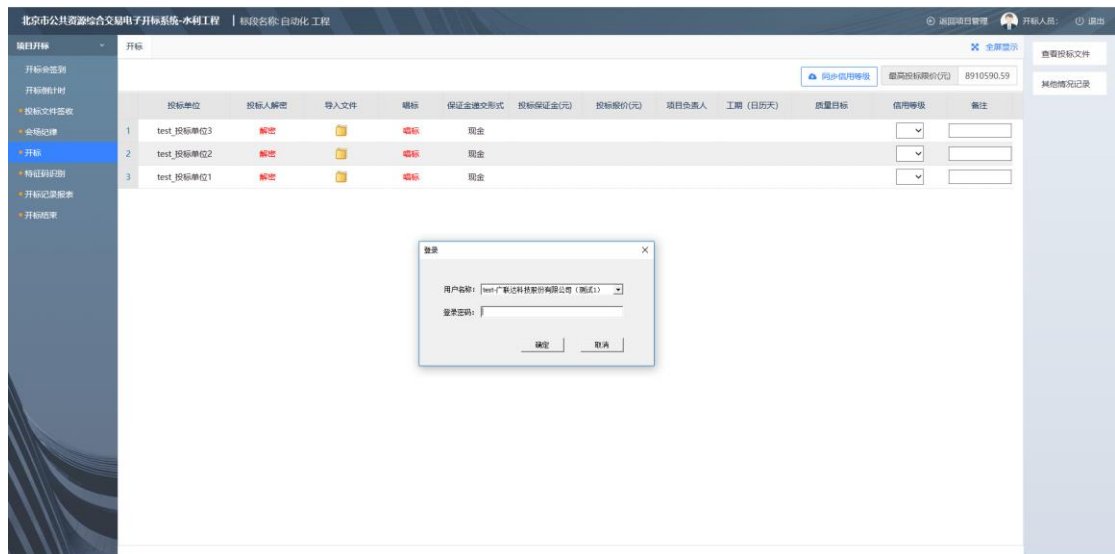 北京市公共资源综合交易电子开标系统-水利工程 标段名称: 自动化 工程 返回项目管理 开标人员: 退出
项目开标 开标 全屏显示 查看投标文件
开标会签到 同步信用等级 最高投标限价(元) 8910590.59 其他情况记录
开标倒计时
投标文件签收
会场纪律
开标
特征码识别
开标记录报表
开标结果
投标单位 投标人解密 导入文件 唱标 保证金递交形式 投标保证金(元) 投标报价(元) 项目负责人 工期(日历天) 质量目标 信用等级 备注
1 test_投标单位3 解密 唱标 现金
2 test_投标单位2 解密 唱标 现金
3 test_投标单位1 解密 唱标 现金
登录
用户名称: test-广联达科技股份有限公司(测试1)
登录密码:
确定 取消